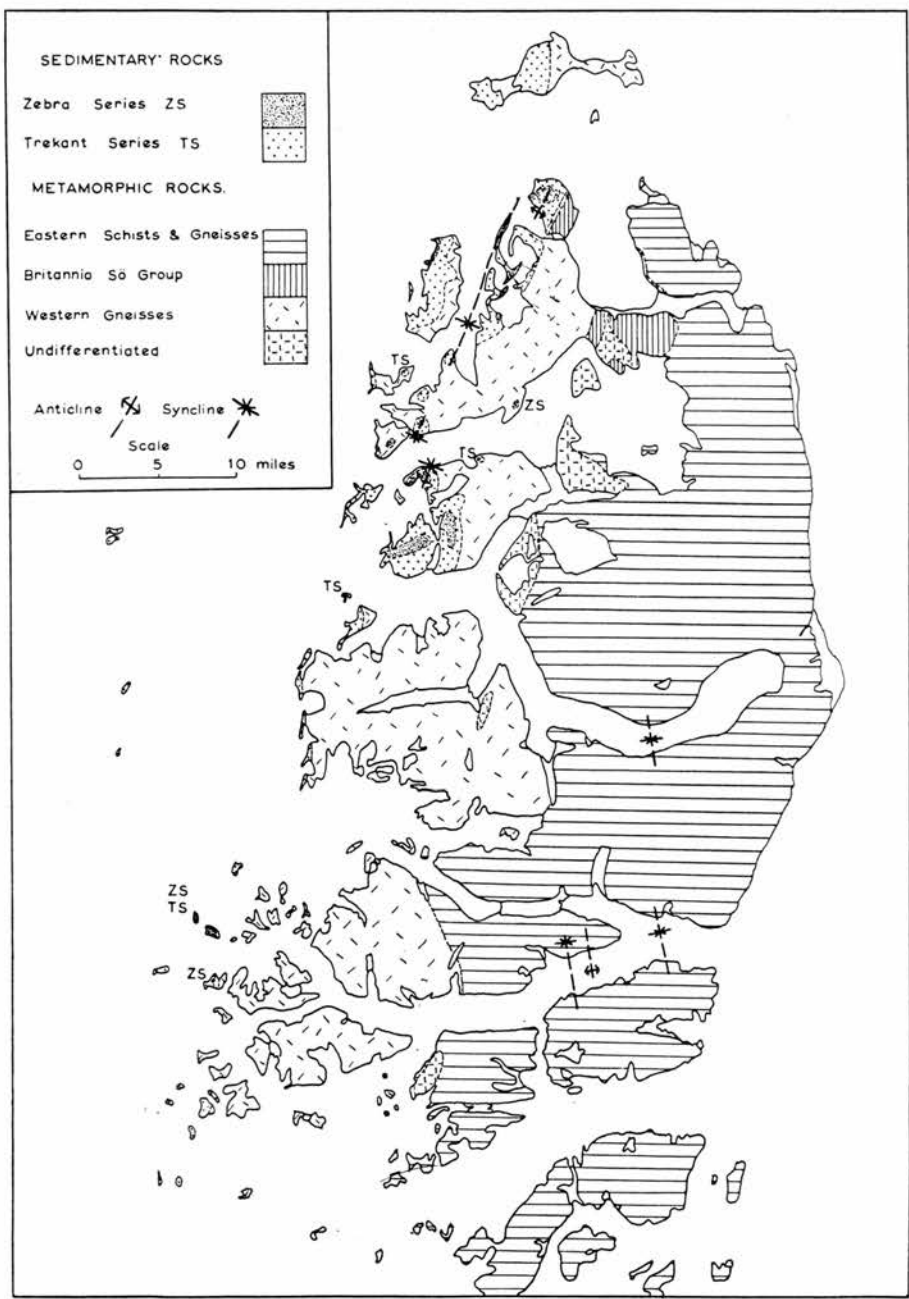 SEDIMENTARY' ROCKS
Zebra Series ZS
Trekant Series TS
METAMORPHIC ROCKS.
Eastern Schists & Gneisses
Britannia Sö Group
Western Gneisses
Undifferentiated
Anticline Syncline
Scale
0 5 10 miles
TS
ZS
TS
TS
ZS
TS
ZS